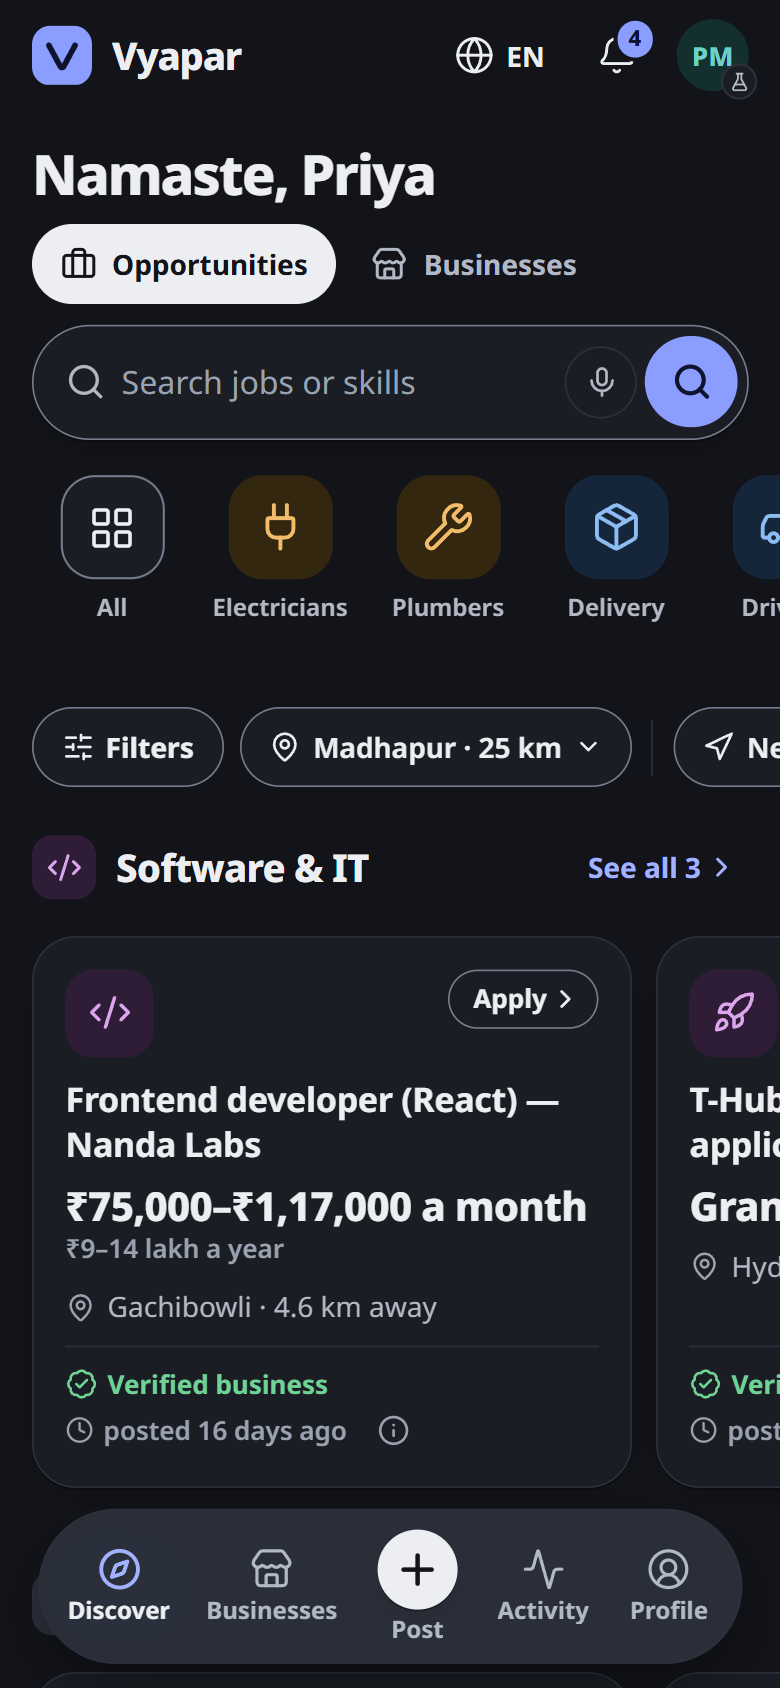 Vyapar
EN
4
PM
Namaste, Priya
Opportunities
Businesses
Search jobs or skills
All
Electricians
Plumbers
Delivery
Filters
Madhapur · 25 km
Software & IT
See all 3
Apply
Frontend developer (React) —
Nanda Labs
₹75,000–₹1,17,000 a month
₹9–14 lakh a year
Gachibowli · 4.6 km away
Verified business
posted 16 days ago
T-Hub
Discover
Businesses
Post
Activity
Profile